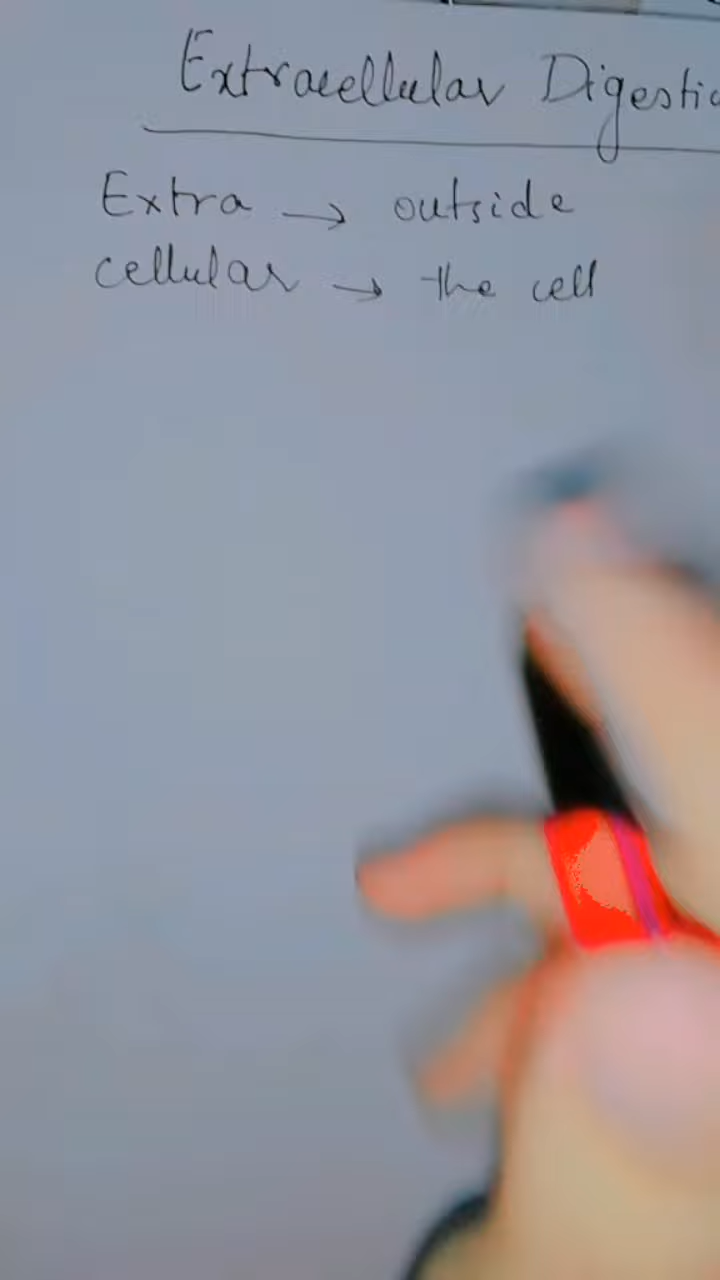 Extracellular Digestio
Extra → outside
cellular → the cell